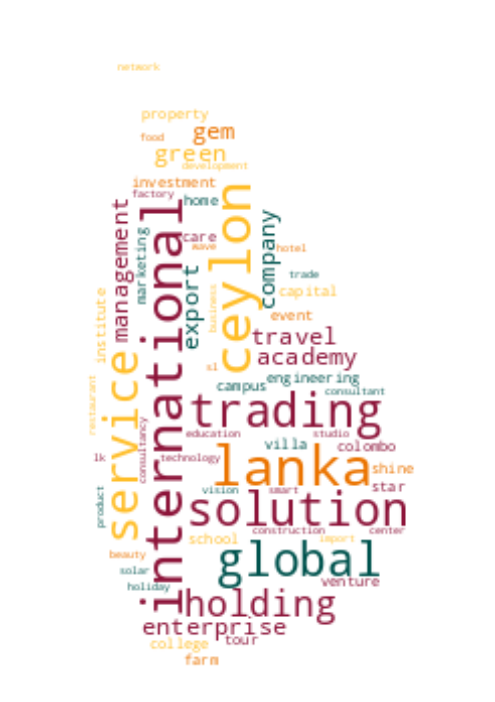 network
property
food
gem
green
development
investment
factory
home
management
marketing
international
care
wave
ceylon
company
hotel
export
trade
business
capital
institute
event
travel
academy
service
sl
engineering
campus
consultant
restaurant
trading
consultancy
education
studio
villa
colombo
lk
technology
lanka
shine
star
vision
smart
product
solution
construction
center
school
import
global
beauty
solar
venture
holiday
holding
enterprise
tour
college
farm